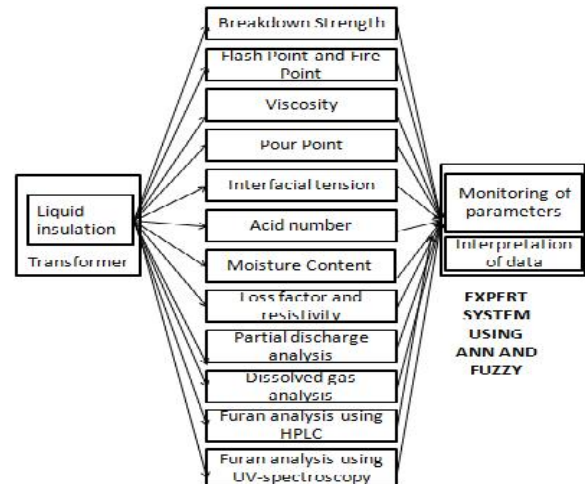 Breakdown Strength
Flash Point and Fire
Point
Viscosity
Pour Point
Interfacial tension
Acid number
Moisture Content
Loss factor and
resistivity
Partial discharge
analysis
Dissolved gas
analysis
Furan analysis using
HPLC
Furan analysis using
UV-spectroscopy
Liquid
insulation
Transformer
Monitoring of
parameters
Interpretation
of data
EXPERT
SYSTEM
USING
ANN AND
FUZZY